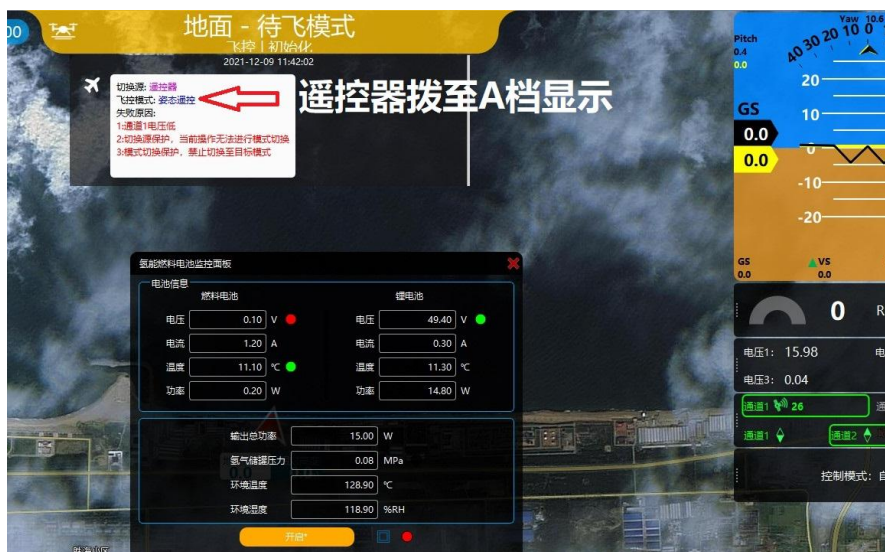 00
地面 - 待飞模式
飞控 | 初始化
2021-12-09 11:42:02
切换源: 遥控器
飞控模式: 姿态遥控
失败原因:
1:通道1电压低
2:切换源保护，当前操作无法进行模式切换
3:模式切换保护，禁止切换至目标模式
遥控器拨至A档显示
Yaw 10.6
Pitch
0.4
0.0
40 30 20 10 0
20
GS
10
0.0
0
0.0
-10
-20
GS
VS
0.0
0.0
0
R
电压1: 15.98
电
电压3: 0.04
通道1 26
通
通道1
通道2
控制模式: 自
氢能燃料电池监控面板
电池信息
燃料电池
锂电池
电压 0.10 V
电压 49.40 V
电流 1.20 A
电流 0.30 A
温度 11.10 ℃
温度 11.30 ℃
功率 0.20 W
功率 14.80 W
输出总功率 15.00 W
氢气储罐压力 0.08 MPa
环境温度 128.90 ℃
环境湿度 118.90 %RH
开启*